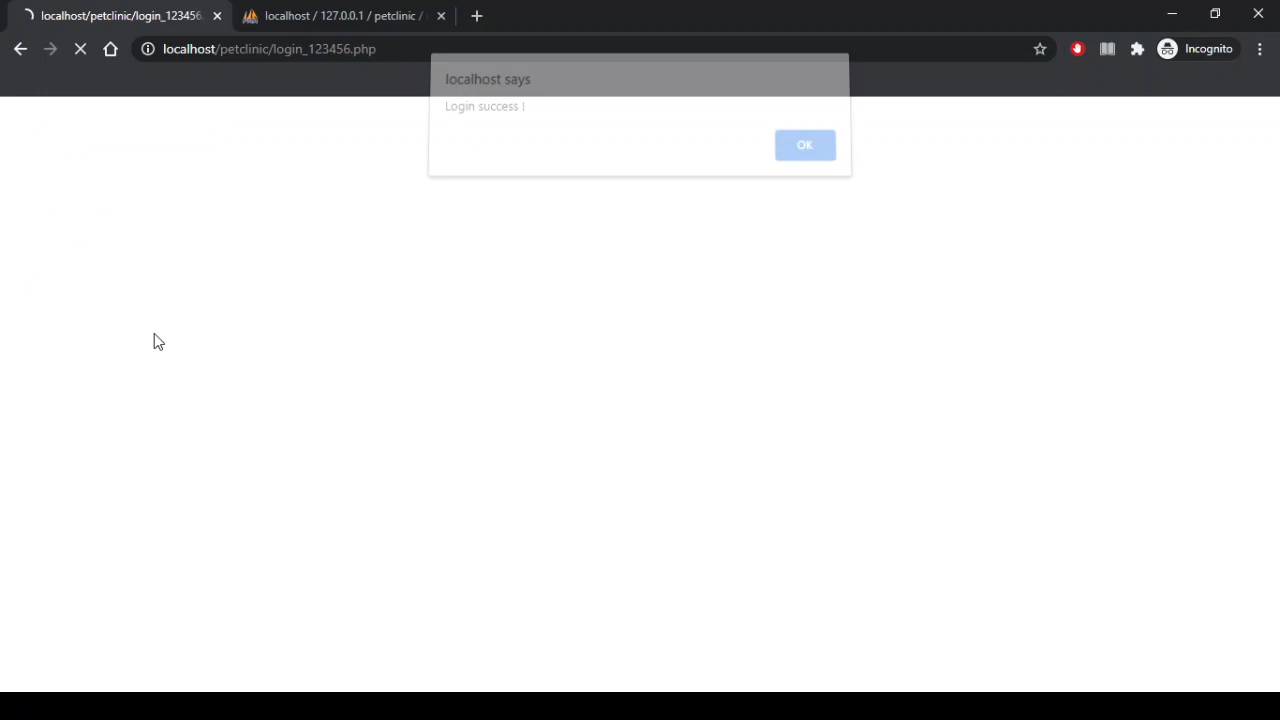 localhost/petclinic/login_123456.
localhost / 127.0.0.1 / petclinic /
localhost/petclinic/login_123456.php
Incognito
localhost says
Login success !
OK